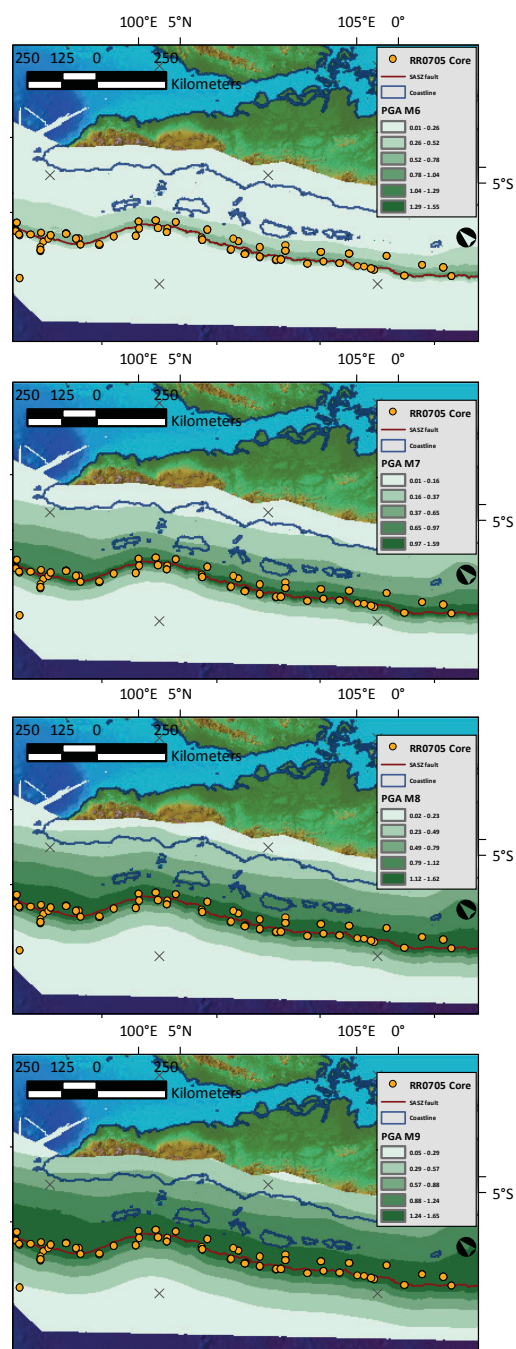 100°E 5°N 105°E 0°
250 125 0 250
Kilometers
RR0705 Core
SASZ fault
Coastline
PGA M6
0.01 - 0.26
0.26 - 0.52
0.52 - 0.78
0.78 - 1.04
1.04 - 1.29
1.29 - 1.55
5°S
100°E 5°N 105°E 0°
250 125 0 250
Kilometers
RR0705 Core
SASZ fault
Coastline
PGA M7
0.01 - 0.16
0.16 - 0.37
0.37 - 0.65
0.65 - 0.97
0.97 - 1.59
5°S
100°E 5°N 105°E 0°
250 125 0 250
Kilometers
RR0705 Core
SASZ fault
Coastline
PGA M8
0.02 - 0.23
0.23 - 0.49
0.49 - 0.79
0.79 - 1.12
1.12 - 1.62
5°S
100°E 5°N 105°E 0°
250 125 0 250
Kilometers
RR0705 Core
SASZ fault
Coastline
PGA M9
0.05 - 0.29
0.29 - 0.57
0.57 - 0.88
0.88 - 1.24
1.24 - 1.65
5°S